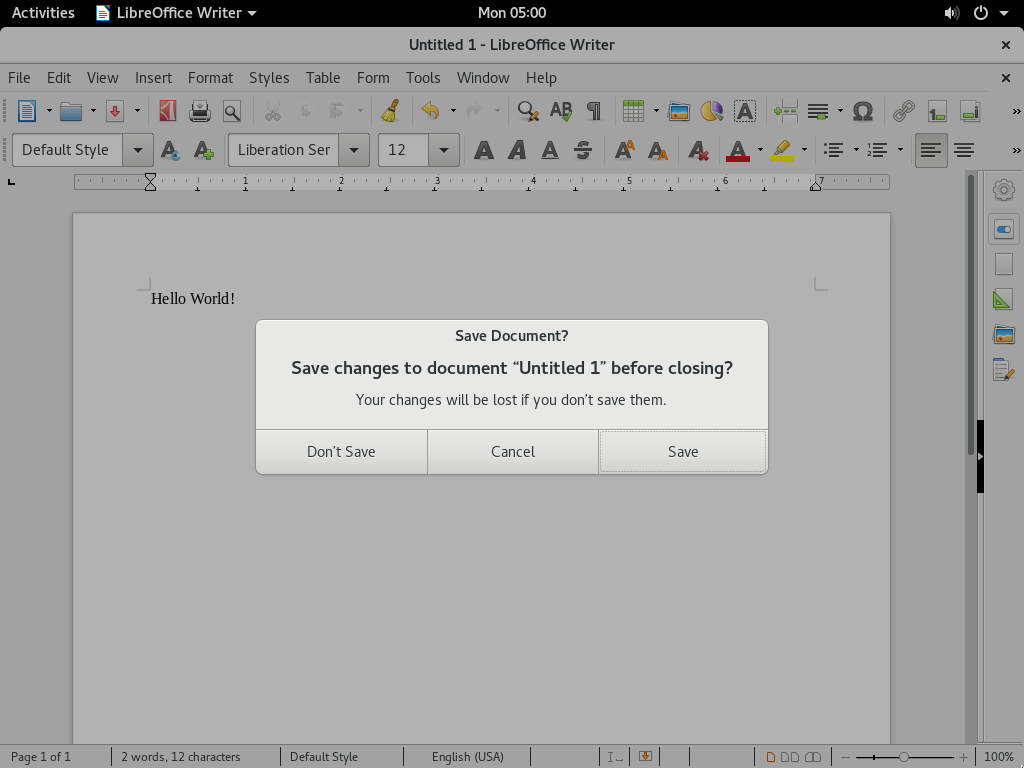 Activities LibreOffice Writer Mon 05:00
Untitled 1 - LibreOffice Writer
File Edit View Insert Format Styles Table Form Tools Window Help
Default Style Liberation Ser 12
1 2 3 4 5 6 7
Hello World!
Save Document?
Save changes to document “Untitled 1” before closing?
Your changes will be lost if you don’t save them.
Don’t Save Cancel Save
Page 1 of 1 2 words, 12 characters Default Style English (USA) 100%